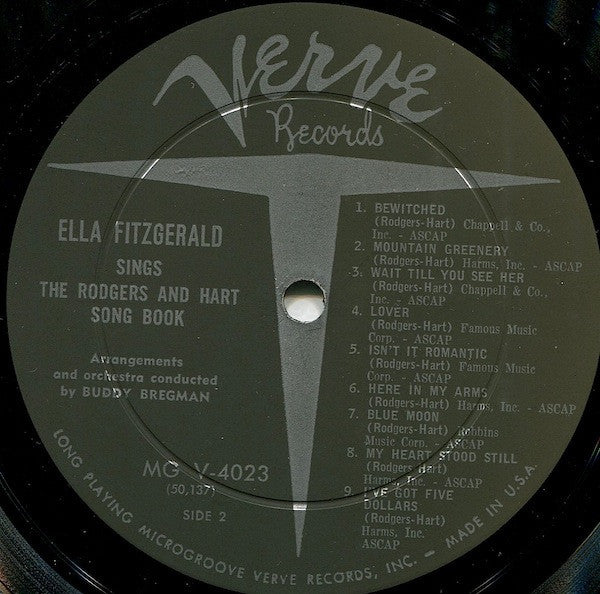 Verve
Records
ELLA FITZGERALD
SINGS
THE RODGERS AND HART
SONG BOOK
Arrangements
and orchestra conducted
by BUDDY BREGMAN
MG V-4023
(50,137)
SIDE 2
1. BEWITCHED
(Rodgers-Hart) Chappell & Co.,
Inc. - ASCAP
2. MOUNTAIN GREENERY
(Rodgers-Hart) Harms, Inc. - ASCAP
3. WAIT TILL YOU SEE HER
(Rodgers-Hart) Chappell & Co.,
Inc. - ASCAP
4. LOVER
(Rodgers-Hart) Famous Music
Corp. - ASCAP
5. ISN'T IT ROMANTIC
(Rodgers-Hart) Famous Music
Corp. - ASCAP
6. HERE IN MY ARMS
(Rodgers-Hart) Harms, Inc. - ASCAP
7. BLUE MOON
(Rodgers-Hart) Robbins
Music Corp. - ASCAP
8. MY HEART STOOD STILL
(Rodgers-Hart)
Harms, Inc. - ASCAP
9. I'VE GOT FIVE
DOLLARS
(Rodgers-Hart)
Harms, Inc.
ASCAP
LONG PLAYING MICROGROOVE VERVE RECORDS, INC. - MADE IN U.S.A.